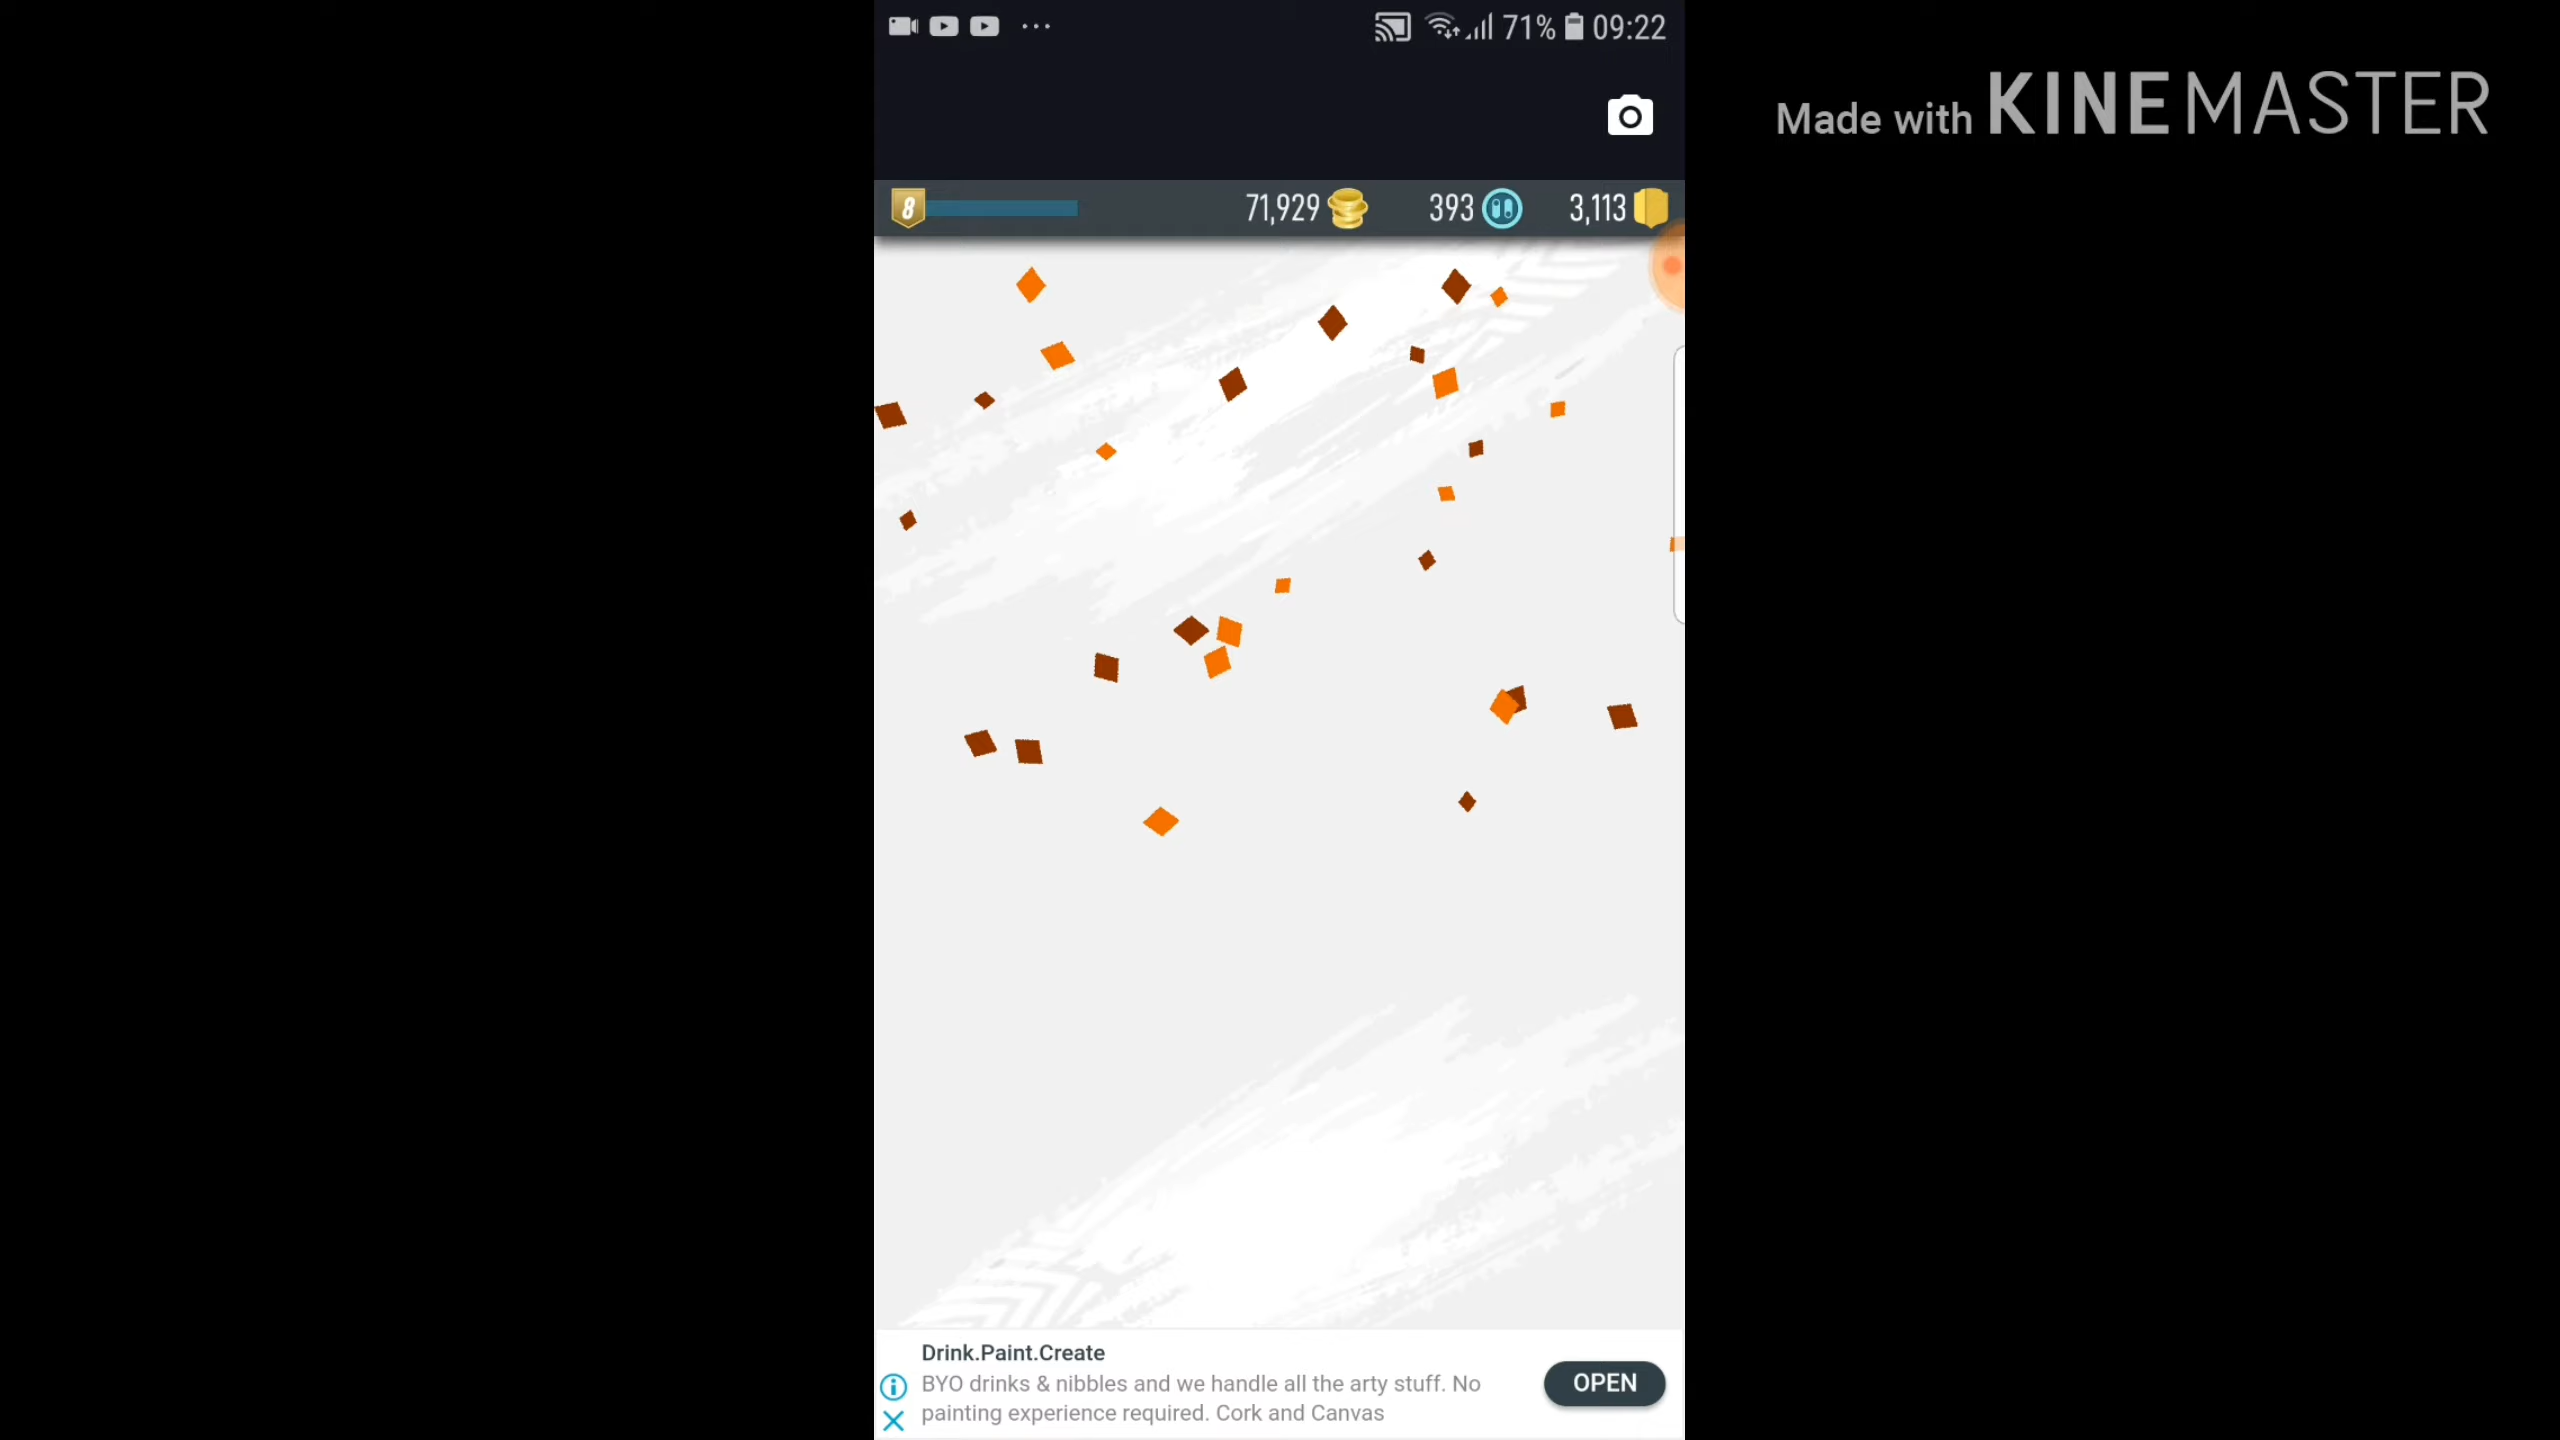 71% 09:22
Made with KINEMASTER
8 71,929 393 3,113
Drink.Paint.Create
BYO drinks & nibbles and we handle all the arty stuff. No
painting experience required. Cork and Canvas
OPEN